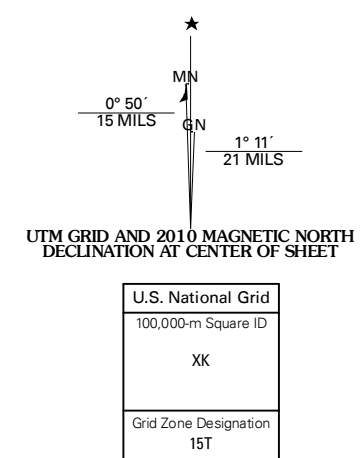 MN
0° 50´
15 MILS
GN
1° 11´
21 MILS
UTM GRID AND 2010 MAGNETIC NORTH
DECLINATION AT CENTER OF SHEET
U.S. National Grid
100,000-m Square ID
XK
Grid Zone Designation
15T